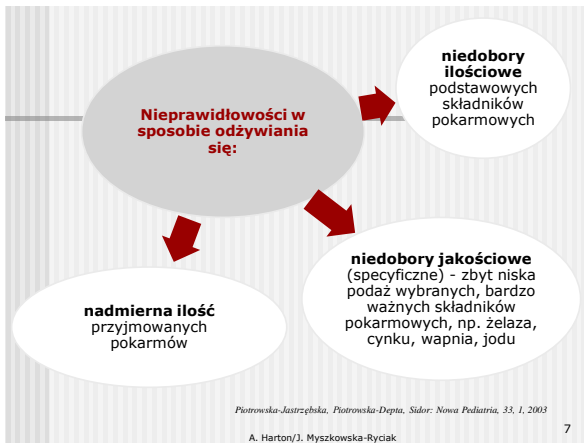 Nieprawidłowości w
sposobie odżywiania
się:
niedobory
ilościowe
podstawowych
składników
pokarmowych
nadmierna ilość
przyjmowanych
pokarmów
niedobory jakościowe
(specyficzne) - zbyt niska
podaż wybranych, bardzo
ważnych składników
pokarmowych, np. żelaza,
cynku, wapnia, jodu
Piotrowska-Jastrzębska, Piotrowska-Depta, Sidor: Nowa Pediatria, 33, 1, 2003
A. Harton/J. Myszkowska-Ryciak
7